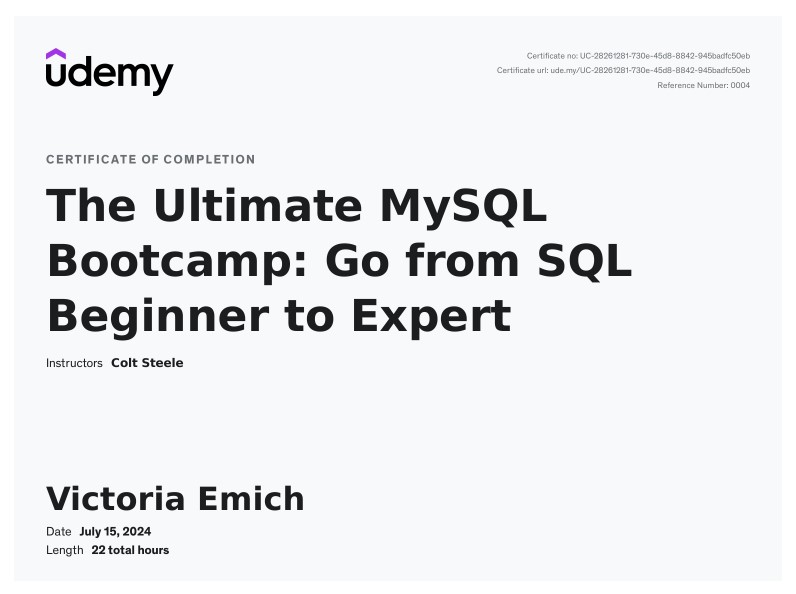 udemy
Certificate no: UC-28261281-730e-45d8-8842-945badfc50eb
Certificate url: ude.my/UC-28261281-730e-45d8-8842-945badfc50eb
Reference Number: 0004
CERTIFICATE OF COMPLETION
The Ultimate MySQL
Bootcamp: Go from SQL
Beginner to Expert
Instructors Colt Steele
Victoria Emich
Date July 15, 2024
Length 22 total hours